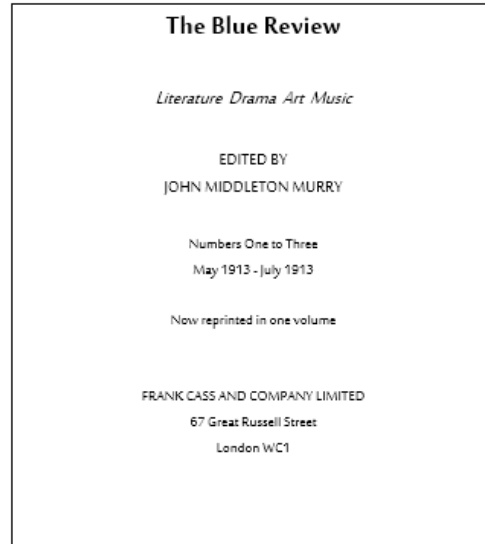 The Blue Review
Literature Drama Art Music
EDITED BY
JOHN MIDDLETON MURRY
Numbers One to Three
May 1913 - July 1913
Now reprinted in one volume
FRANK CASS AND COMPANY LIMITED
67 Great Russell Street
London WC1